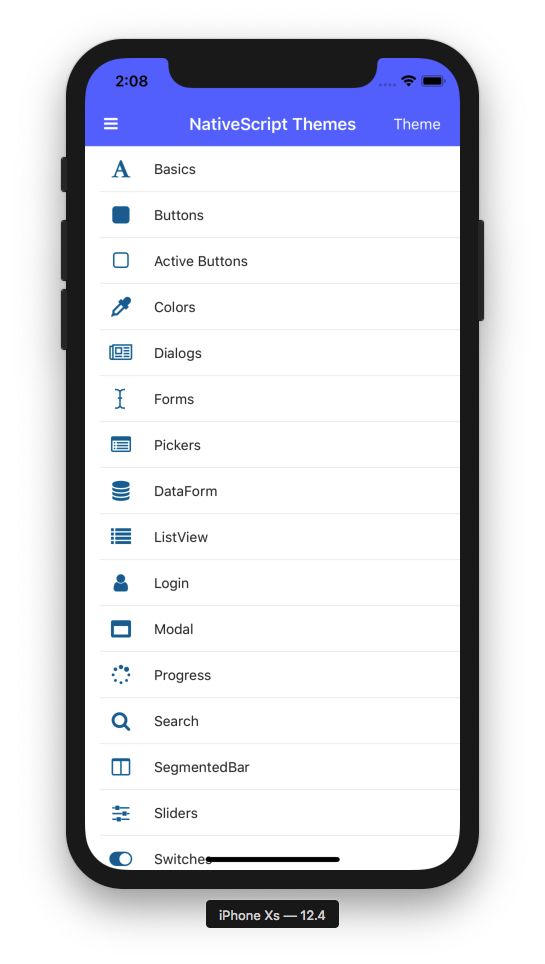 2:08
NativeScript Themes Theme
Basics
Buttons
Active Buttons
Colors
Dialogs
Forms
Pickers
DataForm
ListView
Login
Modal
Progress
Search
SegmentedBar
Sliders
Switches
iPhone Xs — 12.4